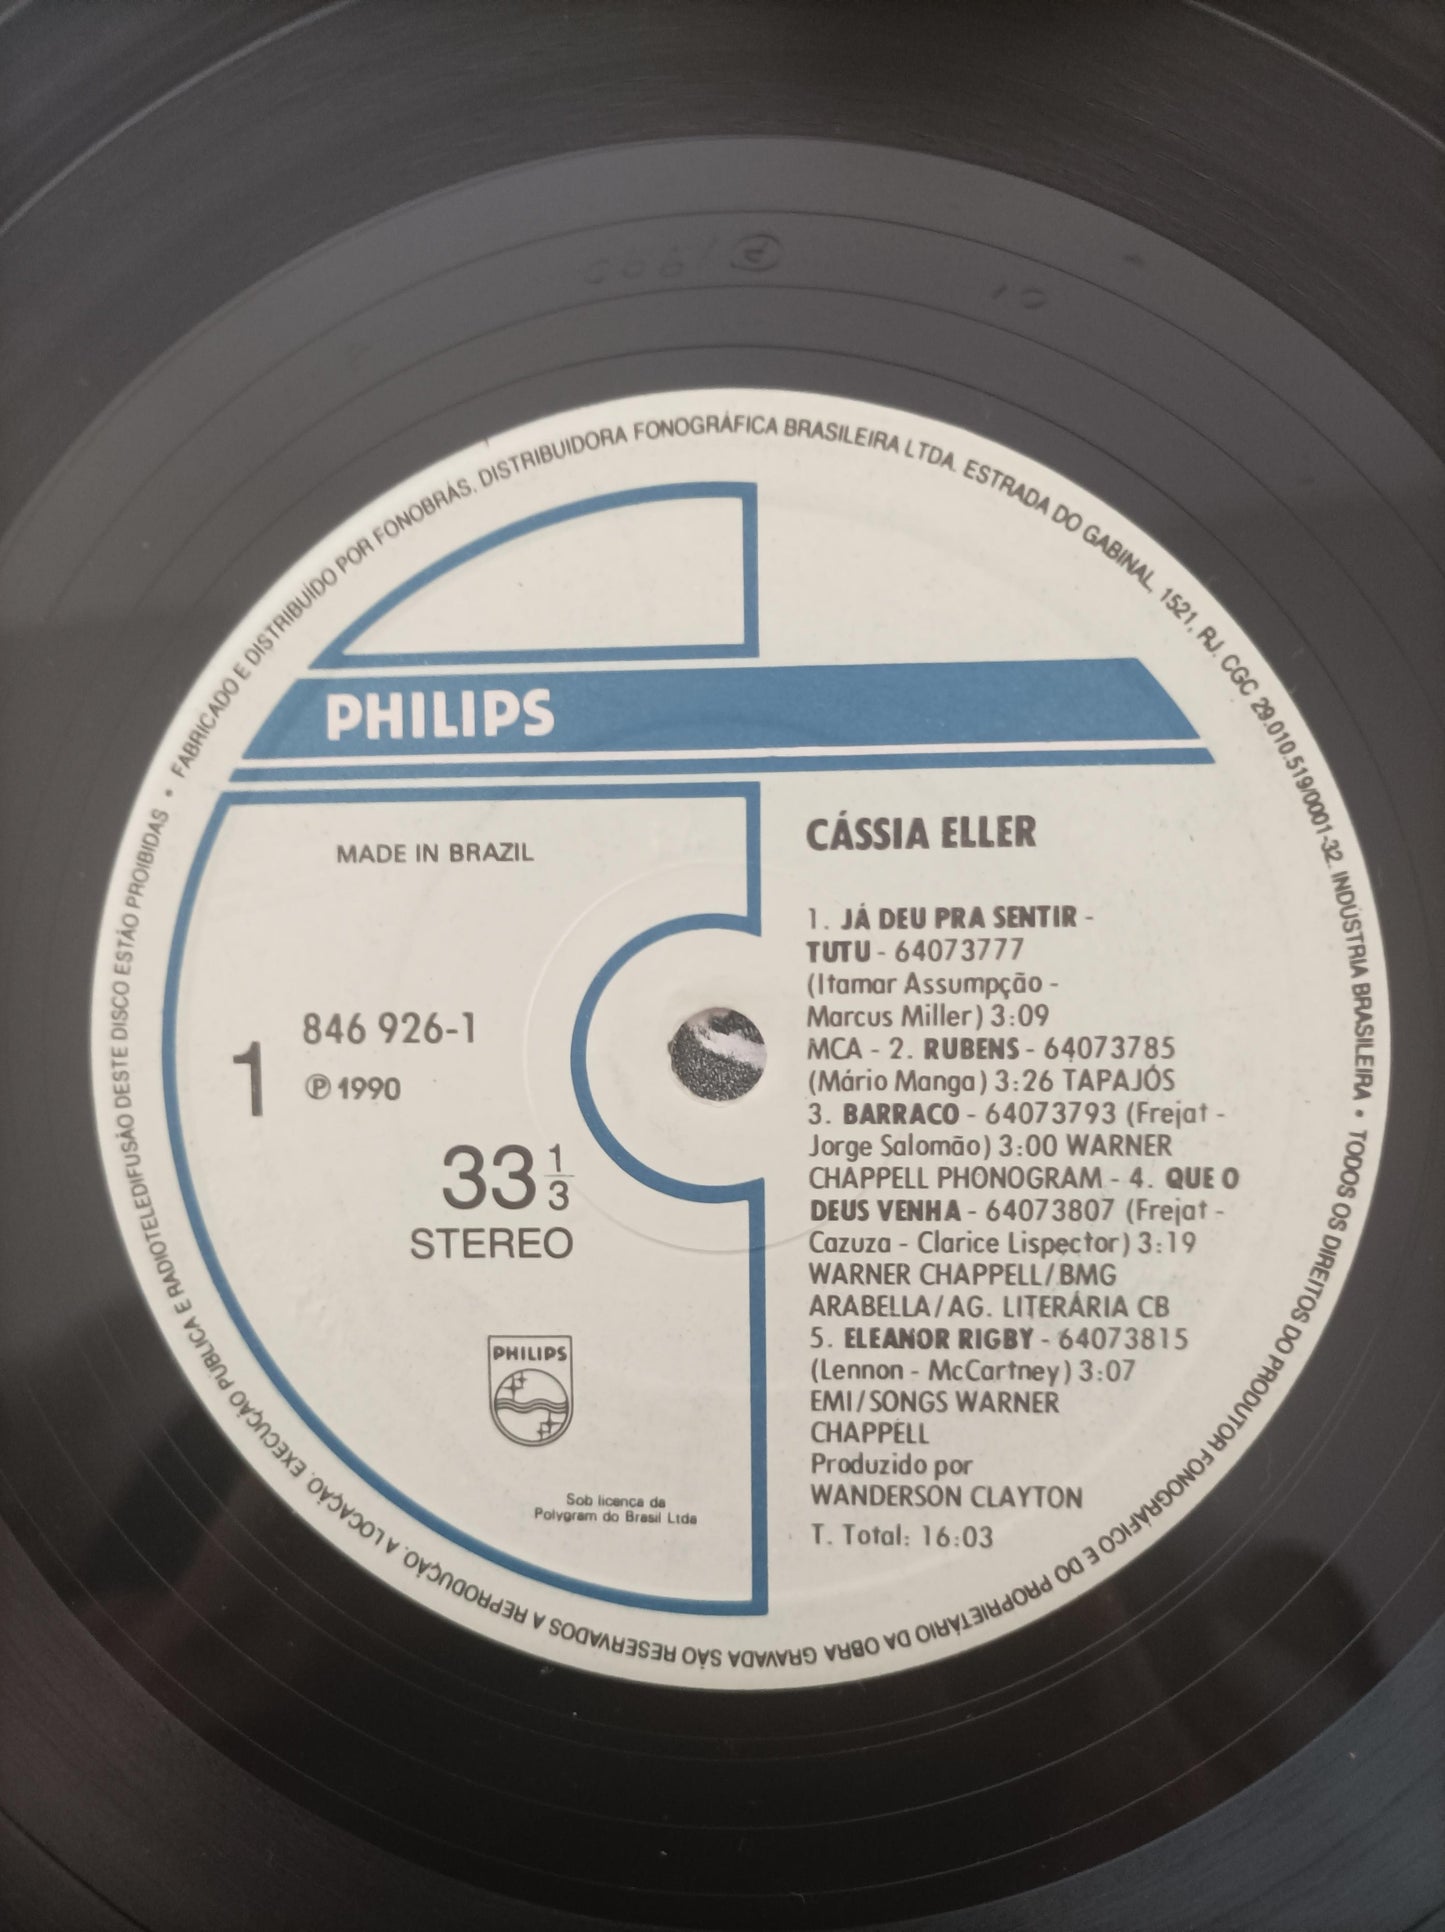 FABRICADO E DISTRIBUÍDO POR FONOBRÁS. DISTRIBUIDORA FONOGRÁFICA BRASILEIRA LTDA. ESTRADA DO GABINAL, 1521, RJ. CGC 29.010.519/0001-32. INDÚSTRIA BRASILEIRA • TODOS OS DIREITOS DO PRODUTOR FONOGRÁFICO E DO PROPRIETÁRIO DA OBRA GRAVADA SÃO RESERVADOS A REPRODUÇÃO. A LOCAÇÃO. EXECUÇÃO PÚBLICA E RADIOTELEDIFUSÃO DESTE DISCO ESTÃO PROIBIDAS •
PHILIPS
MADE IN BRAZIL
1
846 926-1
℗ 1990
33 1/3
STEREO
PHILIPS
Sob licenca da
Polygram do Brasil Ltda
CÁSSIA ELLER
1. JÁ DEU PRA SENTIR -
TUTU - 64073777
(Itamar Assumpção -
Marcus Miller) 3:09
MCA - 2. RUBENS - 64073785
(Mário Manga) 3:26 TAPAJÓS
3. BARRACO - 64073793 (Frejat -
Jorge Salomão) 3:00 WARNER
CHAPPELL PHONOGRAM - 4. QUE O
DEUS VENHA - 64073807 (Frejat -
Cazuza - Clarice Lispector) 3:19
WARNER CHAPPELL/BMG
ARABELLA/AG. LITERÁRIA CB
5. ELEANOR RIGBY - 64073815
(Lennon - McCartney) 3:07
EMI/SONGS WARNER
CHAPPELL
Produzido por
WANDERSON CLAYTON
T. Total: 16:03